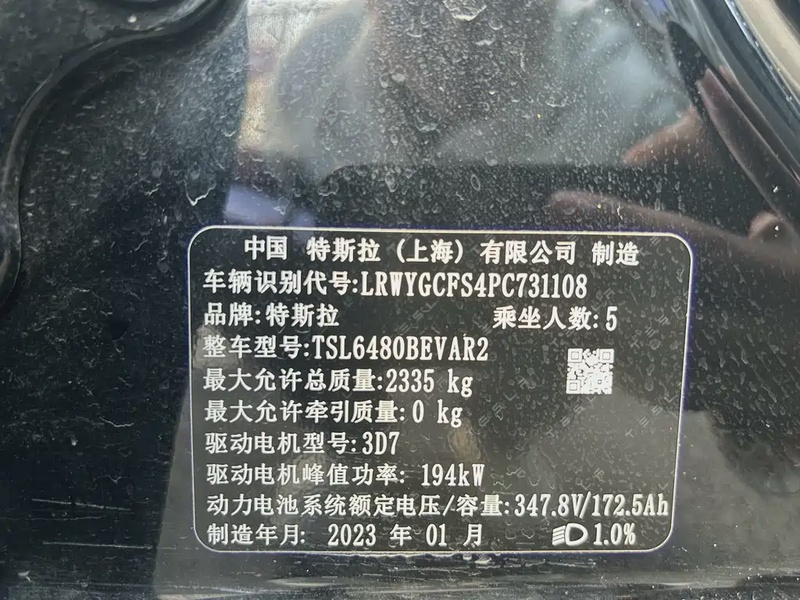 中国 特斯拉（上海）有限公司 制造
车辆识别代号:LRWYGCFS4PC731108
品牌:特斯拉 乘坐人数:5
整车型号:TSL6480BEVAR2
最大允许总质量:2335 kg
最大允许牵引质量:0 kg
驱动电机型号:3D7
驱动电机峰值功率: 194kW
动力电池系统额定电压/容量:347.8V/172.5Ah
制造年月: 2023 年 01 月 1.0%